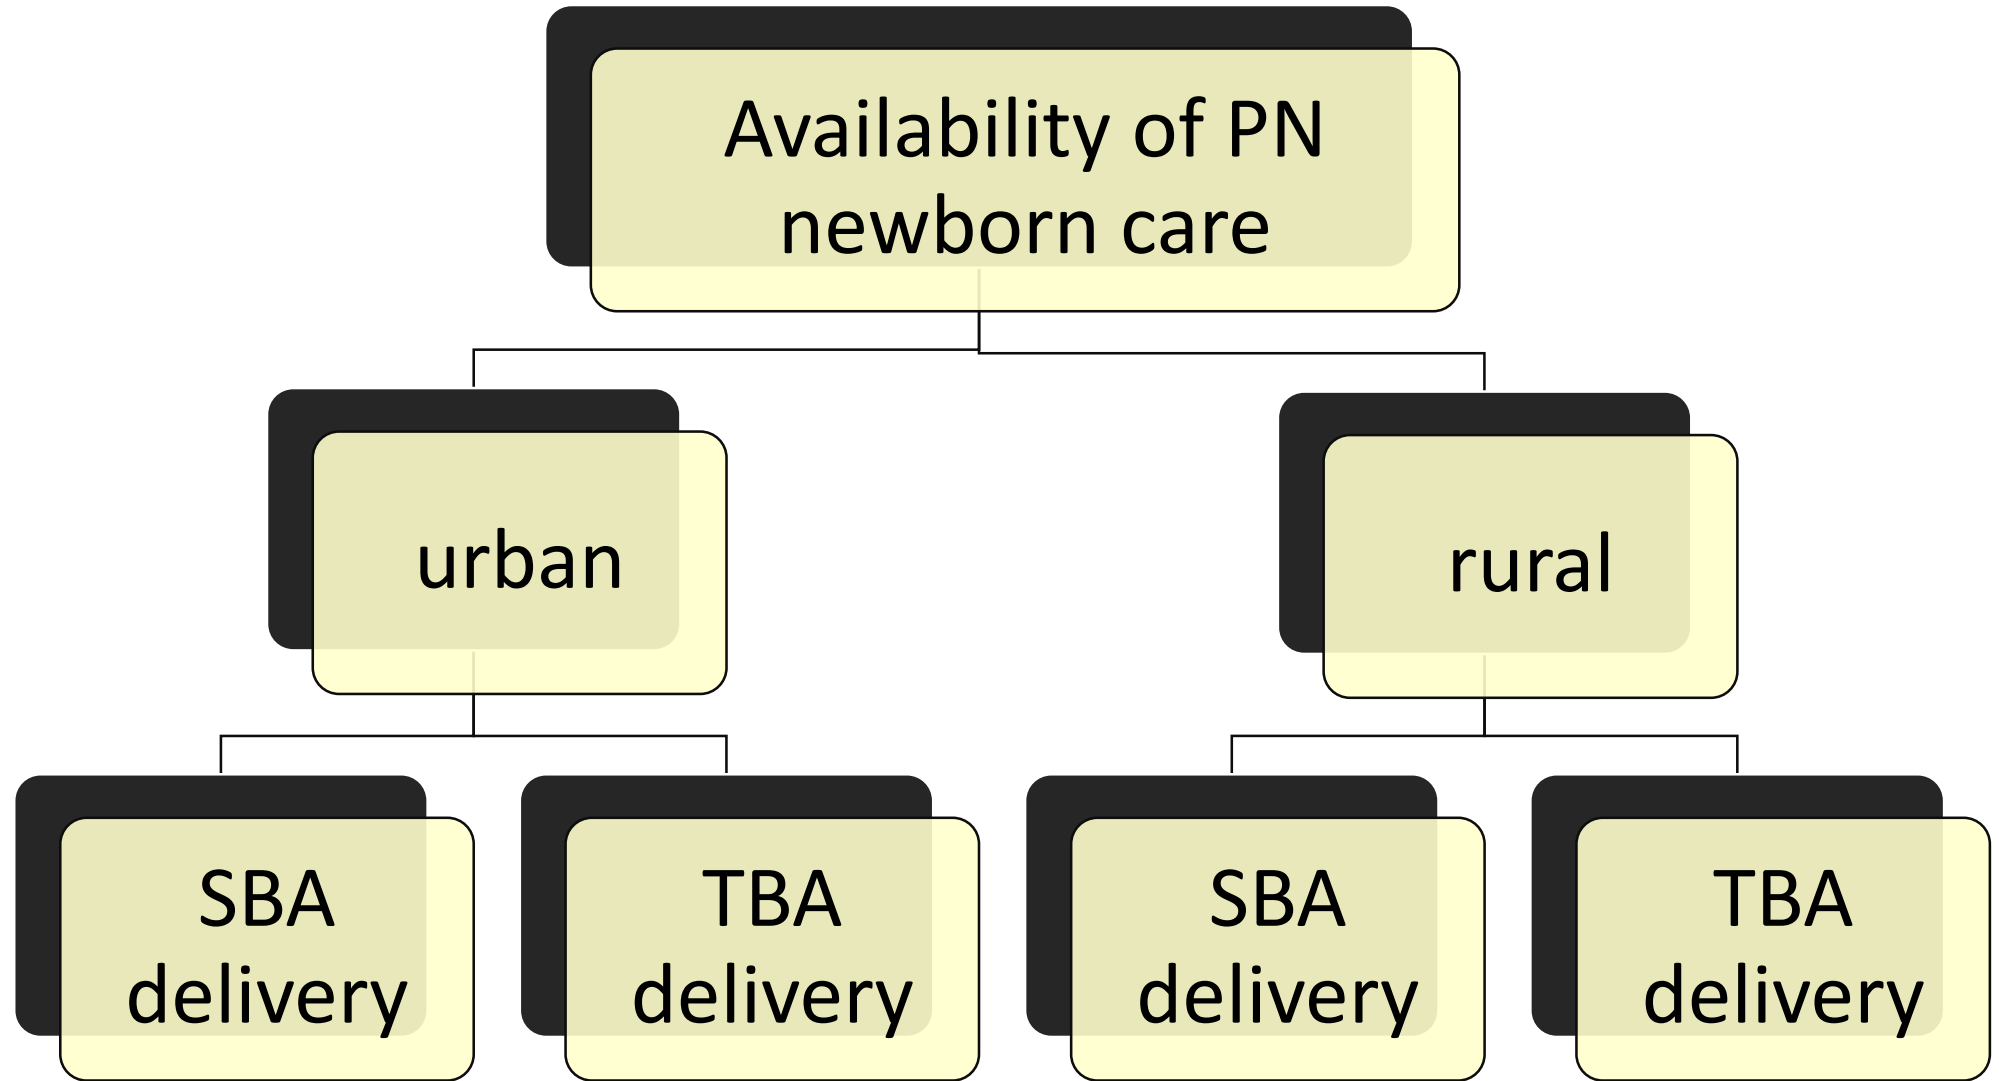 Availability of PN
newborn care
urban
rural
SBA
delivery
TBA
delivery
SBA
delivery
TBA
delivery